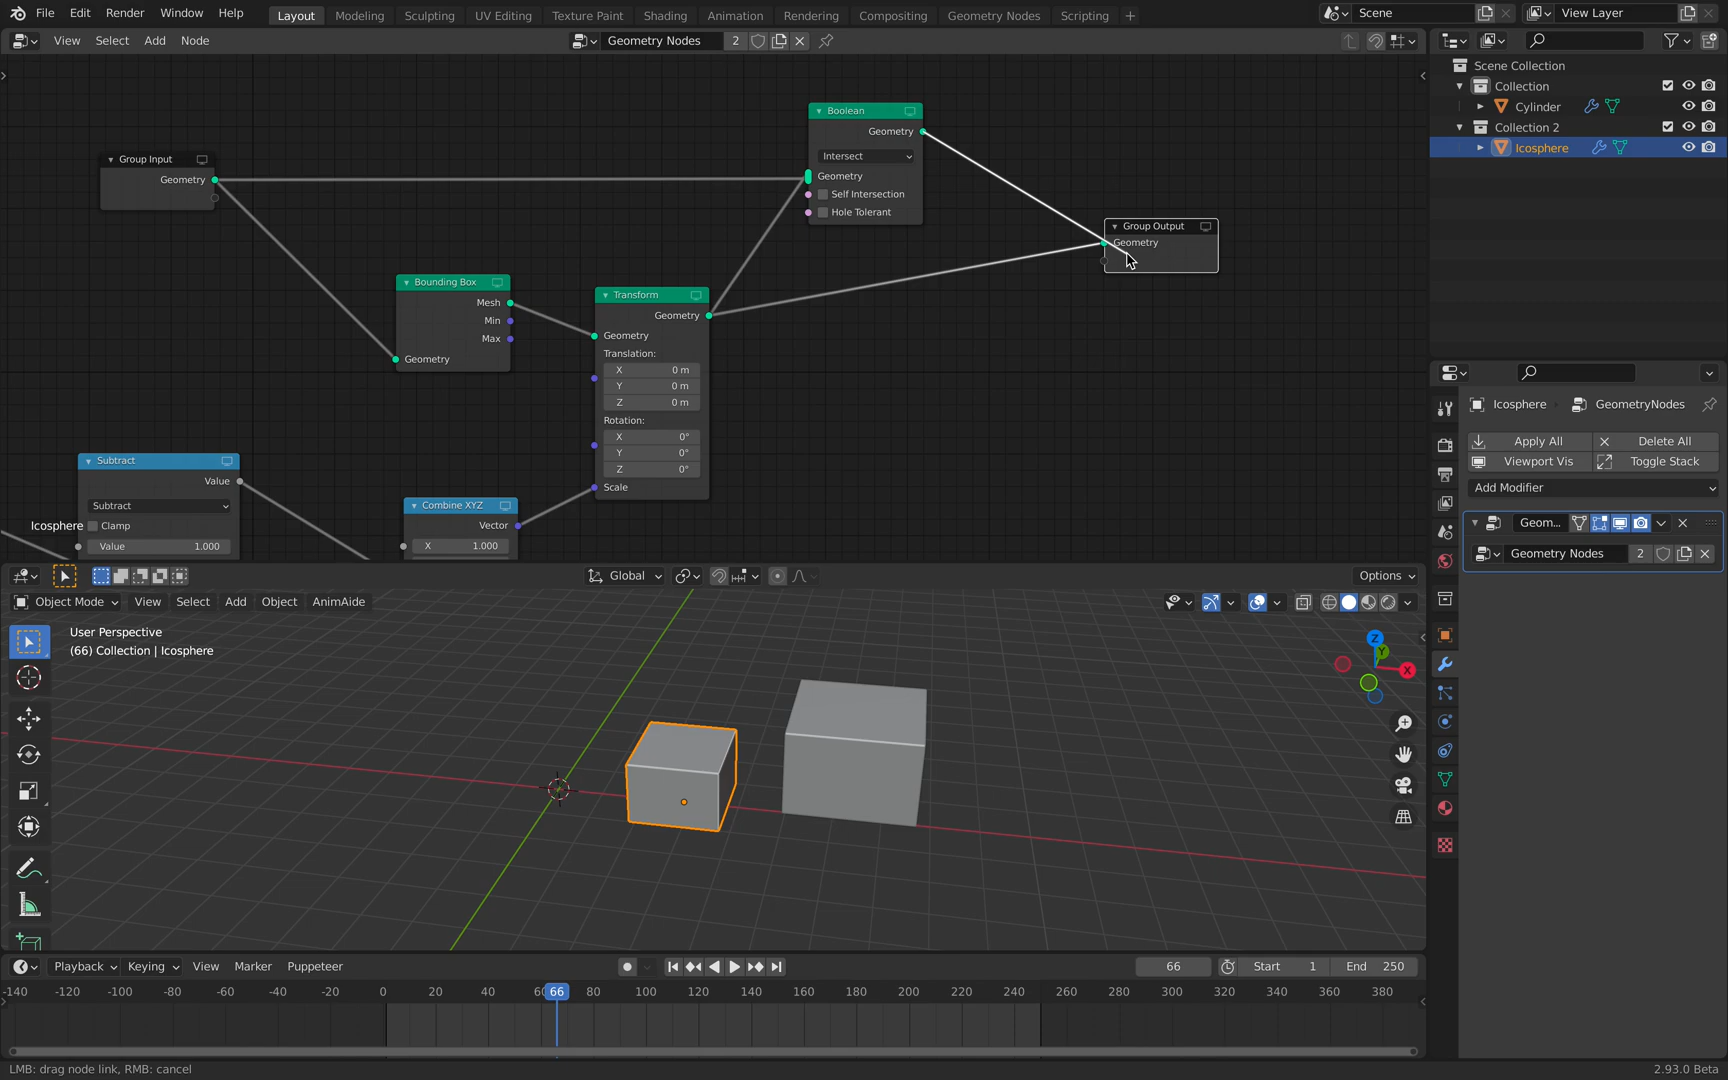 File Edit Render Window Help Layout Modeling Sculpting UV Editing Texture Paint Shading Animation Rendering Compositing Geometry Nodes Scripting + Scene View Layer
View Select Add Node Geometry Nodes 2
Scene Collection
Collection
Cylinder
Collection 2
Icosphere
Boolean
Geometry
Intersect
Geometry
Self Intersection
Hole Tolerant
Group Input
Geometry
Group Output
Geometry
Bounding Box
Mesh
Min
Max
Geometry
Transform
Geometry
Geometry
Translation:
X 0 m
Y 0 m
Z 0 m
Rotation:
X 0°
Y 0°
Z 0°
Scale
Subtract
Value
Subtract
Clamp
Value 1.000
Icosphere
Combine XYZ
Vector
X 1.000
Icosphere GeometryNodes
Apply All Delete All
Viewport Vis Toggle Stack
Add Modifier
Geom...
Geometry Nodes 2
Global Options
Object Mode View Select Add Object AnimAide
User Perspective
(66) Collection | Icosphere
Z
Y
X
Playback Keying View Marker Puppeteer 66 Start 1 End 250
-140 -120 -100 -80 -60 -40 -20 0 20 40 66 80 100 120 140 160 180 200 220 240 260 280 300 320 340 360 380
LMB: drag node link, RMB: cancel 2.93.0 Beta